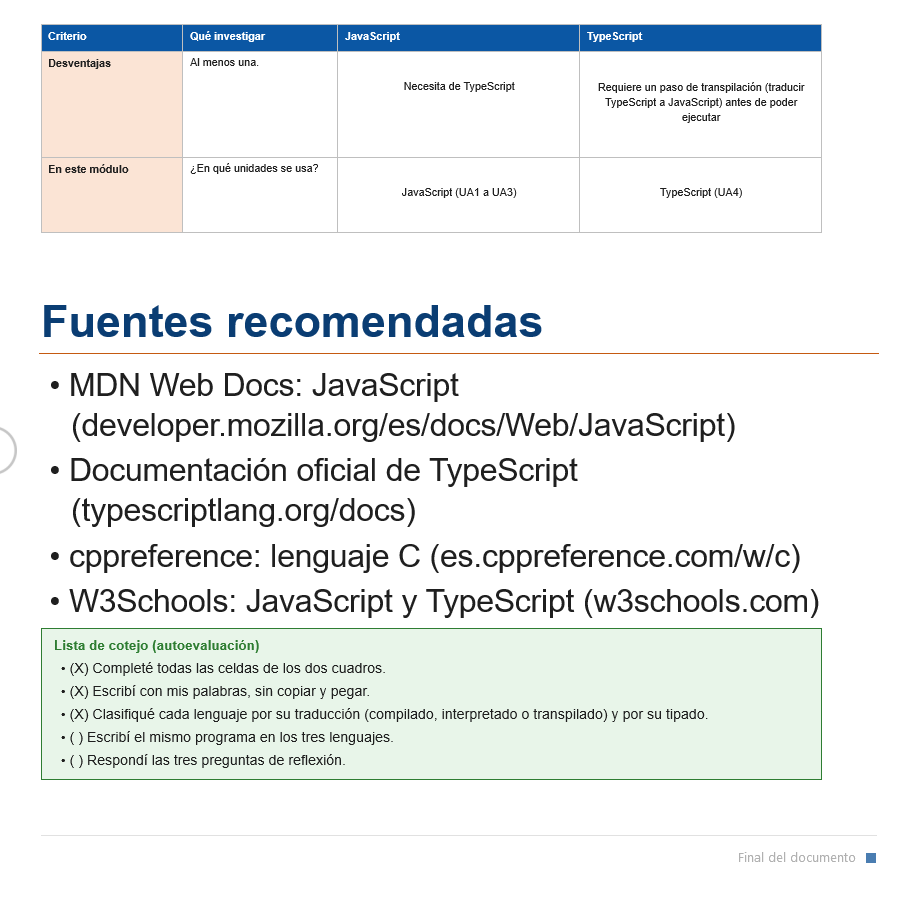 Criterio Qué investigar JavaScript TypeScript
Desventajas Al menos una.
Necesita de TypeScript
Requiere un paso de transpilación (traducir
TypeScript a JavaScript) antes de poder
ejecutar
En este módulo ¿En qué unidades se usa?
JavaScript (UA1 a UA3) TypeScript (UA4)
Fuentes recomendadas
• MDN Web Docs: JavaScript
(developer.mozilla.org/es/docs/Web/JavaScript)
• Documentación oficial de TypeScript
(typescriptlang.org/docs)
• cppreference: lenguaje C (es.cppreference.com/w/c)
• W3Schools: JavaScript y TypeScript (w3schools.com)
Lista de cotejo (autoevaluación)
• (X) Completé todas las celdas de los dos cuadros.
• (X) Escribí con mis palabras, sin copiar y pegar.
• (X) Clasifiqué cada lenguaje por su traducción (compilado, interpretado o transpilado) y por su tipado.
• ( ) Escribí el mismo programa en los tres lenguajes.
• ( ) Respondí las tres preguntas de reflexión.
Final del documento